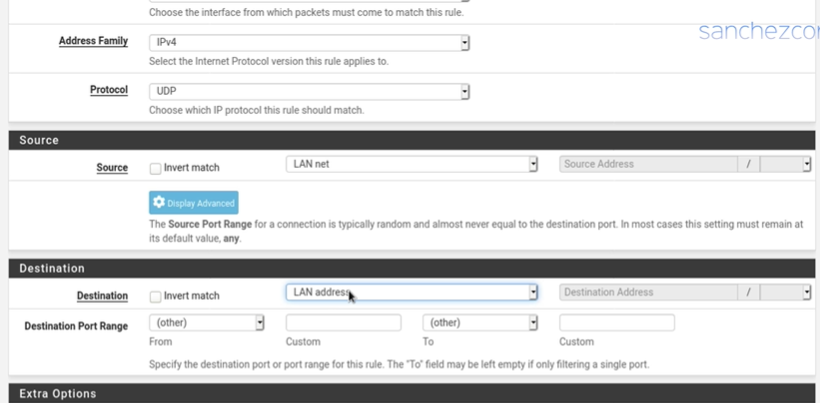 Choose the interface from which packets must come to match this rule.
sanchezcor
Address Family IPv4
Select the Internet Protocol version this rule applies to.
Protocol UDP
Choose which IP protocol this rule should match.
Source
Source Invert match LAN net Source Address /
Display Advanced
The Source Port Range for a connection is typically random and almost never equal to the destination port. In most cases this setting must remain at
its default value, any.
Destination
Destination Invert match LAN address Destination Address /
Destination Port Range (other) (other)
From Custom To Custom
Specify the destination port or port range for this rule. The "To" field may be left empty if only filtering a single port.
Extra Options